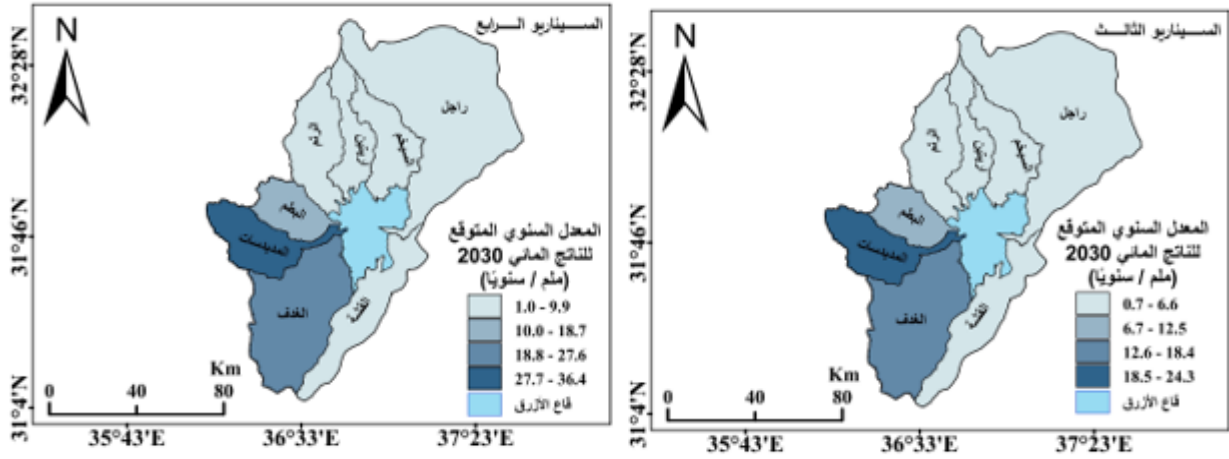 السيناريو الرابع
N
32°28'N
31°46'N
31°4'N
راجل
البطم
المديسات
الغدف
المعدل السنوي المتوقع
للناتج المائي 2030
(ملم / سنويًا)
1.0 - 9.9
10.0 - 18.7
18.8 - 27.6
27.7 - 36.4
قاع الأزرق
Km
0 40 80
35°43'E 36°33'E 37°23'E
السيناريو الثالث
N
32°28'N
31°46'N
31°4'N
راجل
البطم
المديسات
الغدف
المعدل السنوي المتوقع
للناتج المائي 2030
(ملم / سنويًا)
0.7 - 6.6
6.7 - 12.5
12.6 - 18.4
18.5 - 24.3
قاع الأزرق
Km
0 40 80
35°43'E 36°33'E 37°23'E